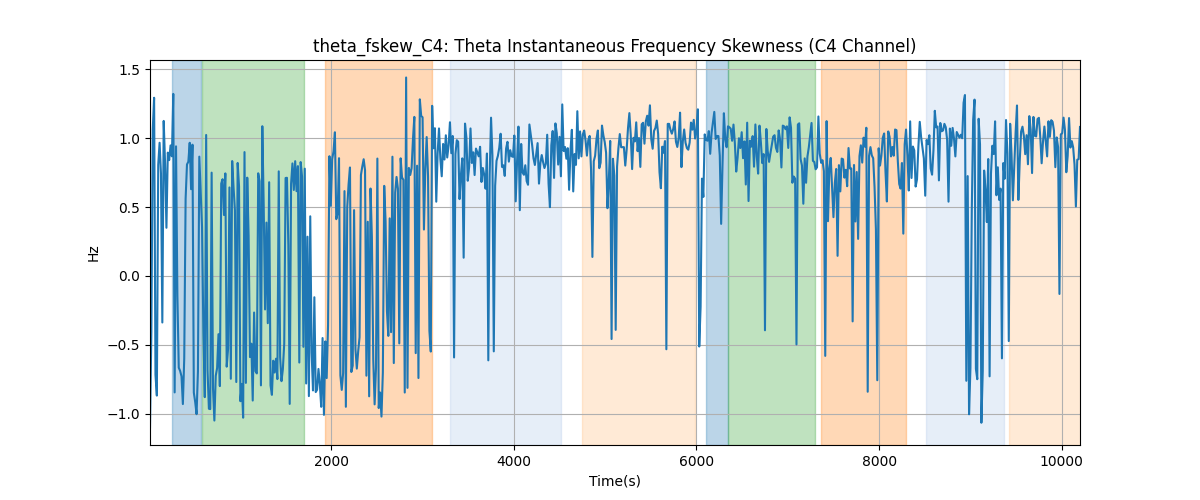 theta_fskew_C4: Theta Instantaneous Frequency Skewness (C4 Channel)
1.5
1.0
0.5
0.0
−0.5
−1.0
Hz
2000 4000 6000 8000 10000
Time(s)